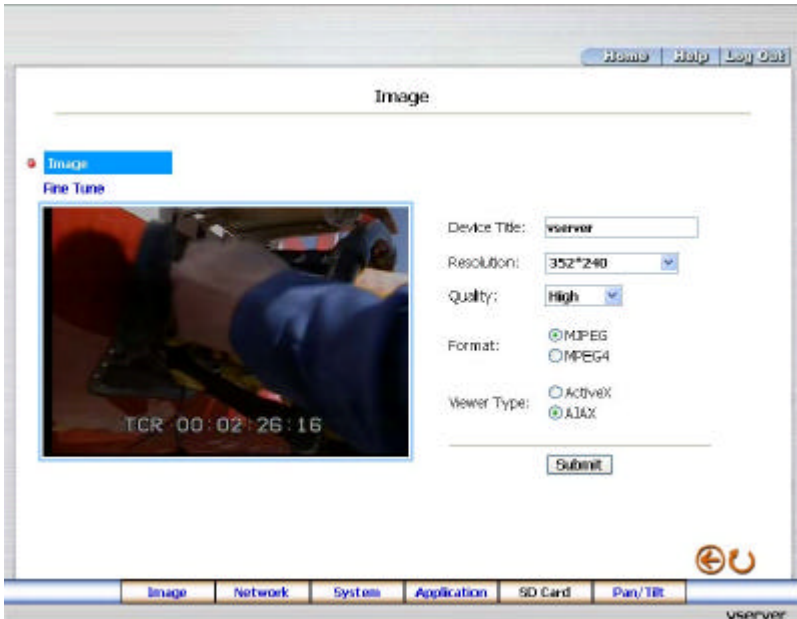 Home Help Log Out
Image
Image
Fine Tune
Device Title: vserver
Resolution: 352*240
Quality: High
Format: MJPEG
MPEG4
Viewer Type: ActiveX
AJAX
TCR 00:02:26:16
Submit
Image Network System Application SD Card Pan/Tilt
vserver